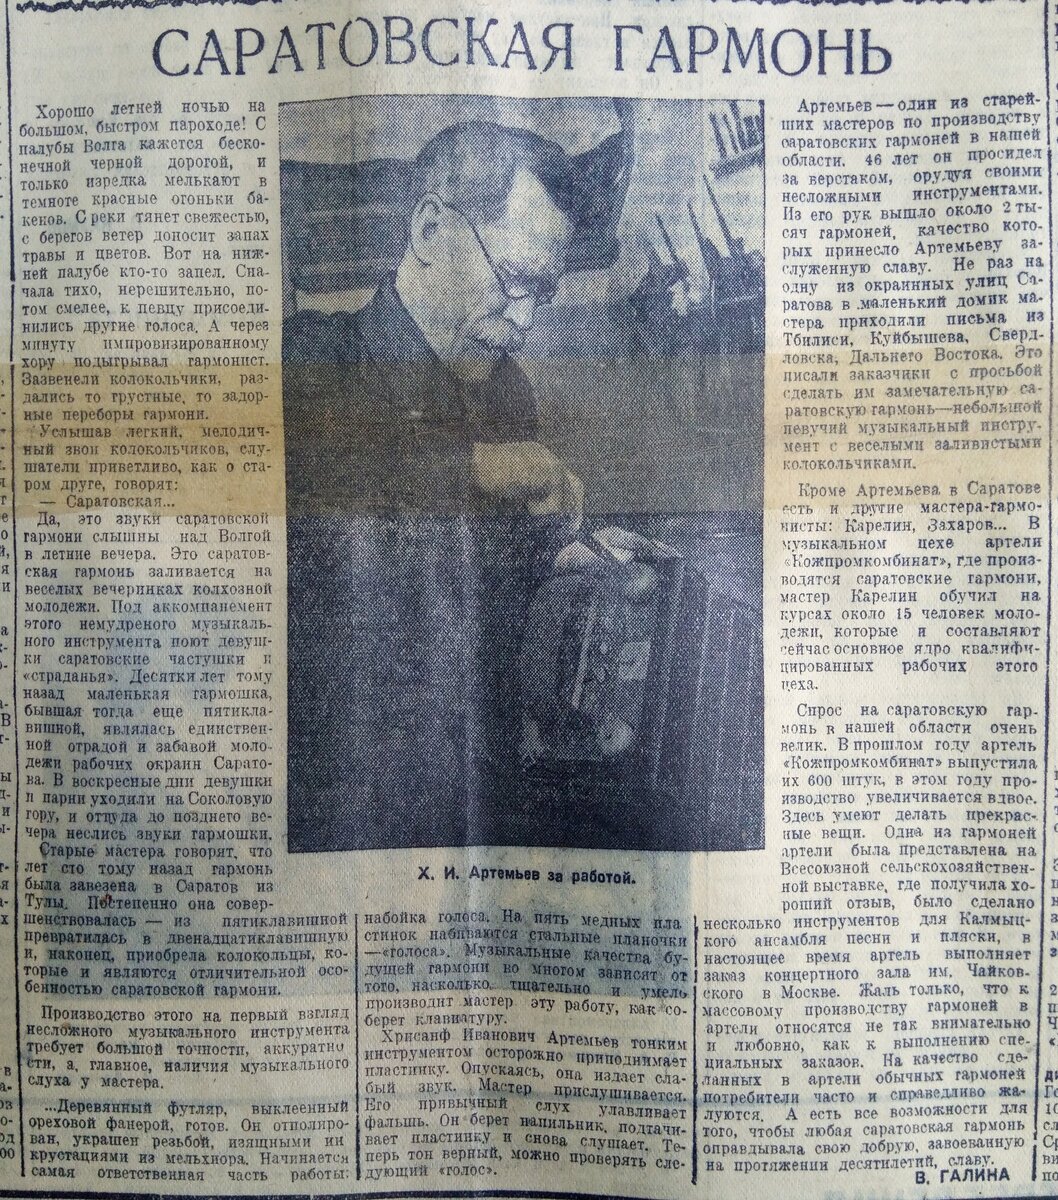 САРАТОВСКАЯ ГАРМОНЬ
Хорошо летней ночью на
большом, быстром пароходе! С
палубы Волга кажется беско-
нечной черной дорогой, и
только изредка мелькают в
темноте красные огоньки ба-
кенов. С реки тянет свежестью,
с берегов ветер доносит запах
травы и цветов. Вот на ниж-
ней палубе кто-то запел. Сна-
чала тихо, нерешительно, по-
том смелее, к певцу присоеди-
нились другие голоса. А через
минуту импровизированному
хору подыгрывал гармонист.
Зазвенели колокольчики, раз-
дались то грустные, то задор-
ные переборы гармони.
Услышав легкий, мелодич-
ный звон колокольчиков, слу-
шатели приветливо, как о ста-
ром друге, говорят:
— Саратовская...
Да, это звуки саратовской
гармони слышны над Волгой
в летние вечера. Это саратов-
ская гармонь заливается на
веселых вечеринках колхозной
молодежи. Под аккомпанемент
этого немудреного музыкаль-
ного инструмента поют девуш-
ки саратовские частушки и
«страданья». Десятки лет тому
назад маленькая гармошка,
бывшая тогда еще пятикла-
вишной, являлась единствен-
ной отрадой и забавой моло-
дежи рабочих окраин Сарато-
ва. В воскресные дни девушки
и парни уходили на Соколовую
гору, и оттуда до позднего ве-
чера неслись звуки гармошки.
Старые мастера говорят, что
лет сто тому назад гармонь
была завезена в Саратов из
Тулы. Постепенно она совер-
шенствовалась — из пятиклавишной
превратилась в двенадцатиклавишную
и, наконец, приобрела колокольцы, ко-
торые и являются отличительной осо-
бенностью саратовской гармони.
Производство этого на первый взгляд
несложного музыкального инструмента
требует большой точности, аккуратно
сти, а, главное, наличия музыкального
слуха у мастера.
...Деревянный футляр, выклеенный
ореховой фанерой, готов. Он отполиро-
ван, украшен резьбой, изящными ин
крустациями из мельхиора. Начинается
самая ответственная часть работы:
Х. И. Артемьев за работой.
набойка голоса. На пять медных пла
стинок набиваются стальные планочки
—«голоса». Музыкальные качества бу-
дущей гармони во многом зависят от
того, насколько тщательно и умело
производит мастер эту работу, как со-
берет клавиатуру.
Хрисанф Иванович Артемьев тонким
инструментом осторожно приподнимает
пластинку. Опускаясь, она издает сла-
бый звук. Мастер прислушивается.
Его привычный слух улавливает
фальшь. Он берет напильник, подтачи-
вает пластинку и снова слушает. Те-
перь тон верный, можно проверять сле-
дующий «голос».
Артемьев — один из старей-
ших мастеров по производству
саратовских гармоней в нашей
области. 46 лет он просидел
за верстаком, орудуя своими
несложными инструментами.
Из его рук вышло около 2 ты-
сяч гармоней, качество кото-
рых принесло Артемьеву за-
служенную славу. Не раз на
одну из окраинных улиц Са-
ратова в маленький домик ма-
стера приходили письма из
Тбилиси, Куйбышева, Сверд-
ловска, Дальнего Востока. Это
писали заказчики с просьбой
сделать им замечательную са-
ратовскую гармонь—небольшой
певучий музыкальный инстру-
мент с веселыми заливистыми
колокольчиками.
Кроме Артемьева в Саратове
есть и другие мастера-гармо-
нисты: Карелин, Захаров... В
музыкальном цехе артели
«Кожпромкомбинат», где произ-
водятся саратовские гармони,
мастер Карелин обучил на
курсах около 15 человек моло-
дежи, которые и составляют
сейчас основное ядро квалифи-
цированных рабочих этого
цеха.
Спрос на саратовскую гар-
монь в нашей области очень
велик. В прошлом году артель
«Кожпромкомбинат» выпустила
их 600 штук, в этом году про-
изводство увеличивается вдвое.
Здесь умеют делать прекрас-
ные вещи. Одна из гармоней
артели была представлена на
Всесоюзной сельскохозяйствен-
ной выставке, где получила хо-
роший отзыв, было сделано
несколько инструментов для Калмыц-
кого ансамбля песни и пляски, в
настоящее время артель выполняет
заказ концертного зала им. Чайков-
ского в Москве. Жаль только, что к
массовому производству гармоней в
артели относятся не так внимательно
и любовно, как к выполнению спе-
циальных заказов. На качество сде-
ланных в артели обычных гармоней
потребители часто и справедливо жа-
луются. А есть все возможности для
того, чтобы любая саратовская гармонь
оправдывала свою добрую, завоеванную
на протяжении десятилетий, славу.
В. ГАЛИНА